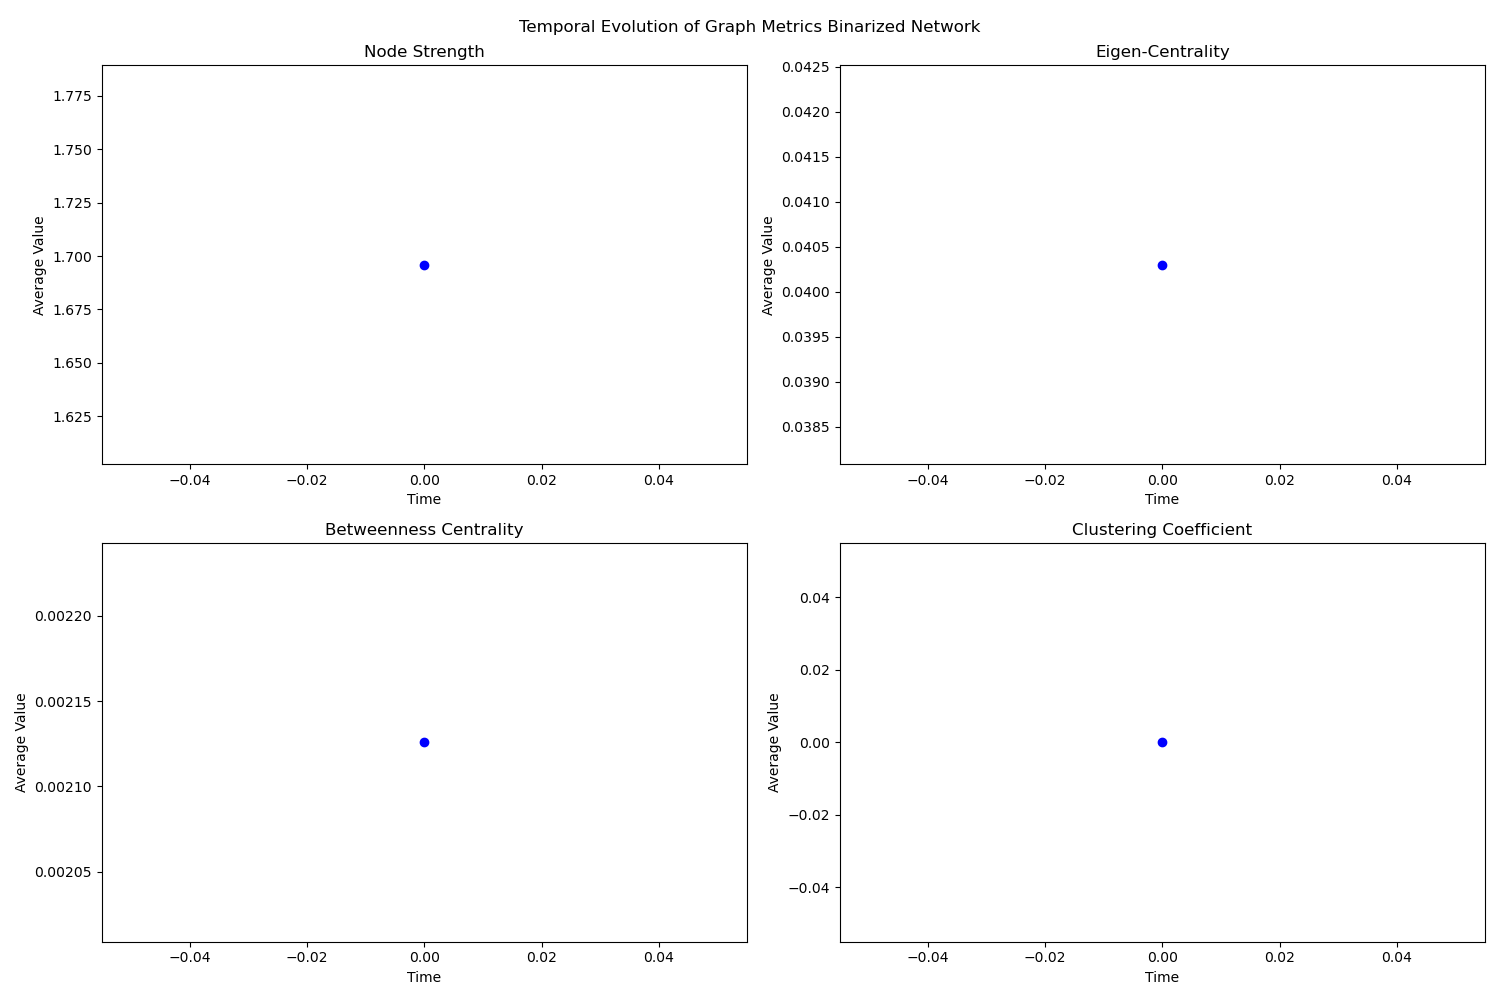 Temporal Evolution of Graph Metrics Binarized Network
Node Strength
1.775
1.750
1.725
1.700
1.675
1.650
1.625
Average Value
−0.04 −0.02 0.00 0.02 0.04
Time
Eigen-Centrality
0.0425
0.0420
0.0415
0.0410
0.0405
0.0400
0.0395
0.0390
0.0385
Average Value
−0.04 −0.02 0.00 0.02 0.04
Time
Betweenness Centrality
0.00220
0.00215
0.00210
0.00205
Average Value
−0.04 −0.02 0.00 0.02 0.04
Time
Clustering Coefficient
0.04
0.02
0.00
−0.02
−0.04
Average Value
−0.04 −0.02 0.00 0.02 0.04
Time